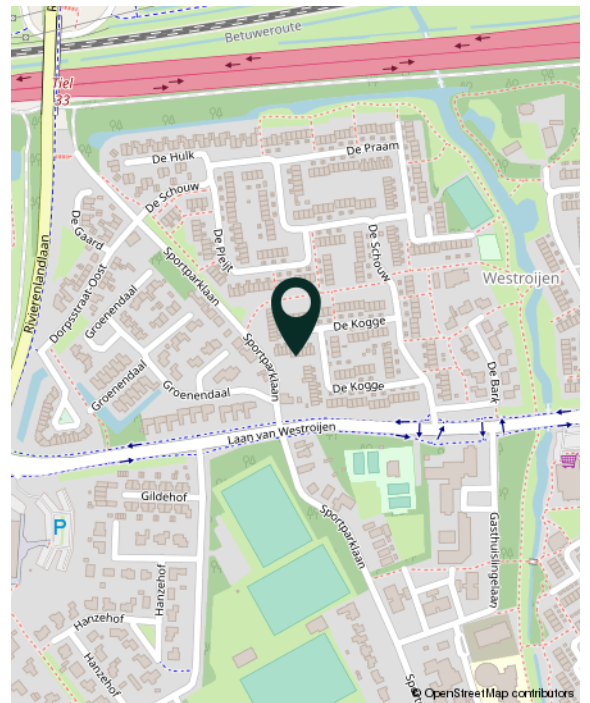 Betuweroute
Tiel
33
De Hulk
De Praam
De Schouw
De Gaard
De Pleijt
De Schouw
Rivierenlandlaan
Sportparklaan
Westroijen
Dorpsstraat-Oost
Groenendaal
De Kogge
Sportparklaan
De Bark
Groenendaal
Groenendaal
De Kogge
Laan van Westroijen
Gildehof
P
Sportparklaan
Gasthuislingelaan
Hanzehof
Hanzehof
Hanzehof
© OpenStreetMap contributors